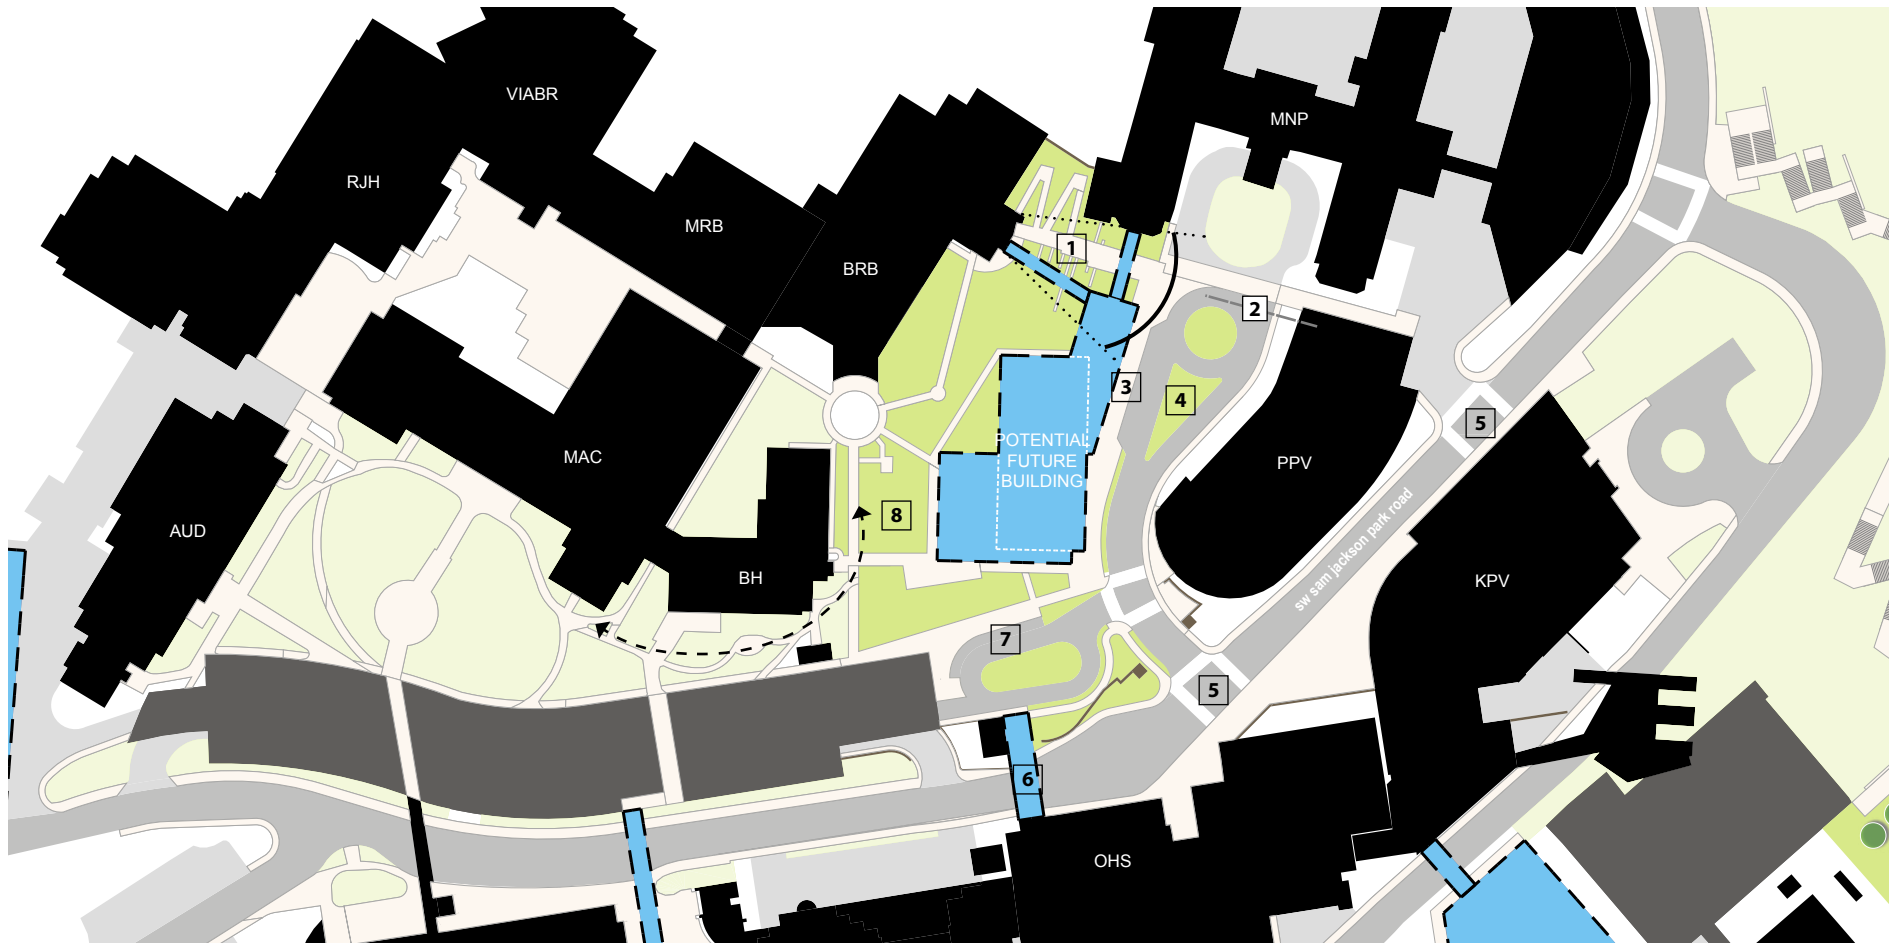 VIABR
MNP
RJH
MRB
1
BRB
2
3
4
5
POTENTIAL
FUTURE
BUILDING
MAC
PPV
8
AUD
sw sam jackson park road
BH
KPV
7
5
6
OHS